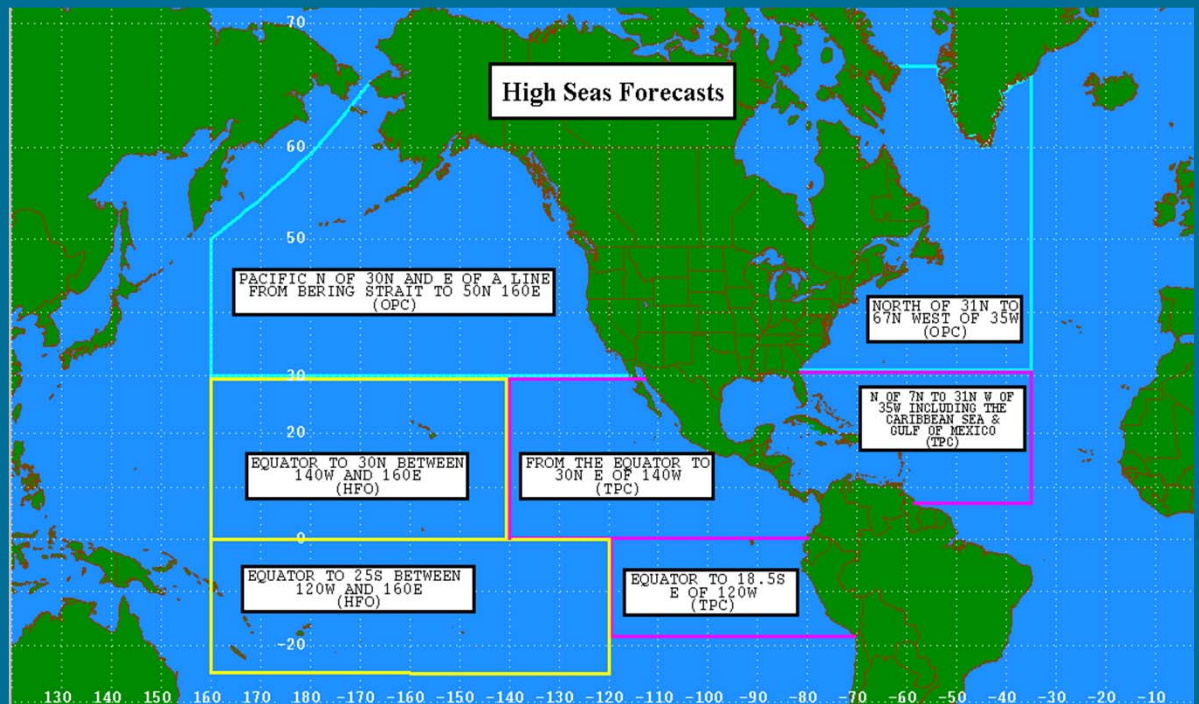 70
High Seas Forecasts
60
50
PACIFIC N OF 30N AND E OF A LINE
FROM BERING STRAIT TO 50N 160E
(OPC)
NORTH OF 31N TO
67N WEST OF 35W
(OPC)
30
N OF 7N TO 31N W OF
35W INCLUDING THE
CARIBBEAN SEA &
GULF OF MEXICO
(TPC)
20
EQUATOR TO 30N BETWEEN
140W AND 160E
(HFO)
FROM THE EQUATOR TO
30N E OF 140W
(TPC)
0
EQUATOR TO 25S BETWEEN
120W AND 160E
(HFO)
EQUATOR TO 18.5S
E OF 120W
(TPC)
-20
130 140 150 160 170 180 -170 -160 -150 -140 -130 -120 -110 -100 -90 -80 -70 -60 -50 -40 -30 -20 -10